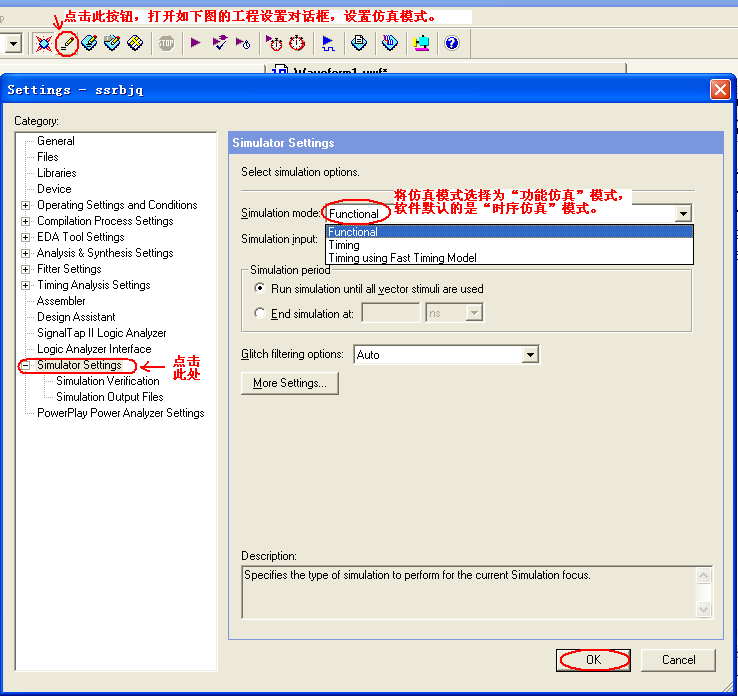 点击此按钮，打开如下图的工程设置对话框，设置仿真模式。
STOP
Waveform1.vwf*
Settings - ssrbjq
Category:
General
Files
Libraries
Device
Operating Settings and Conditions
Compilation Process Settings
EDA Tool Settings
Analysis & Synthesis Settings
Fitter Settings
Timing Analysis Settings
Assembler
Design Assistant
SignalTap II Logic Analyzer
Logic Analyzer Interface
Simulator Settings
Simulation Verification
Simulation Output Files
PowerPlay Power Analyzer Settings
点击
此处
Simulator Settings
Select simulation options.
将仿真模式选择为“功能仿真”模式，
软件默认的是“时序仿真”模式。
Simulation mode: Functional
Simulation input:
Functional
Timing
Timing using Fast Timing Model
Simulation period
Run simulation until all vector stimuli are used
End simulation at: ns
Glitch filtering options: Auto
More Settings...
Description:
Specifies the type of simulation to perform for the current Simulation focus.
OK Cancel